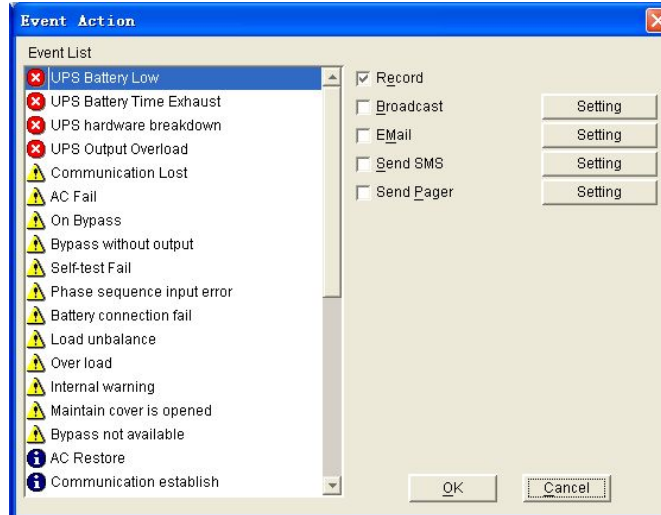 Event Action
Event List
UPS Battery Low
UPS Battery Time Exhaust
UPS hardware breakdown
UPS Output Overload
Communication Lost
AC Fail
On Bypass
Bypass without output
Self-test Fail
Phase sequence input error
Battery connection fail
Load unbalance
Over load
Internal warning
Maintain cover is opened
Bypass not available
AC Restore
Communication establish
Record
Broadcast Setting
EMail Setting
Send SMS Setting
Send Pager Setting
OK Cancel